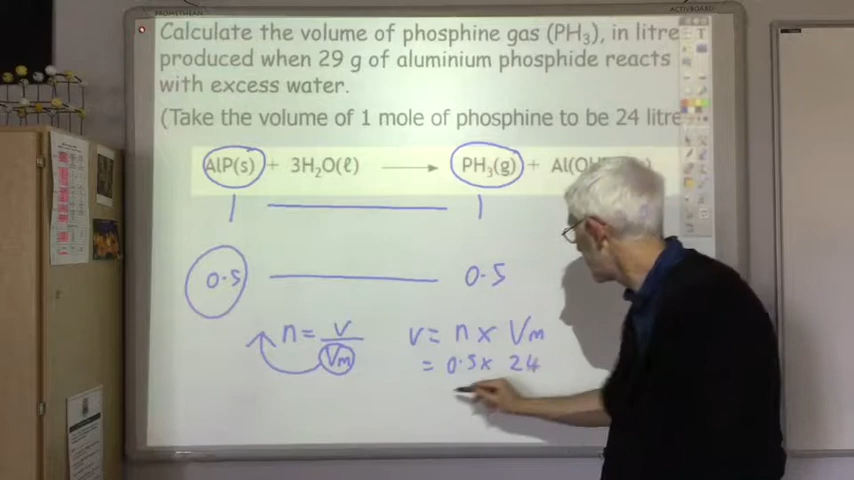 PROMETHEAN
ACTIVBOARD
Calculate the volume of phosphine gas (PH₃), in litre
produced when 29 g of aluminium phosphide reacts
with excess water.
(Take the volume of 1 mole of phosphine to be 24 litre
AlP(s) + 3H₂O(ℓ) → PH₃(g) + Al(OH
1 — 1
0.5 — 0.5
n = v/Vm v = n x Vm
= 0.5 x 24